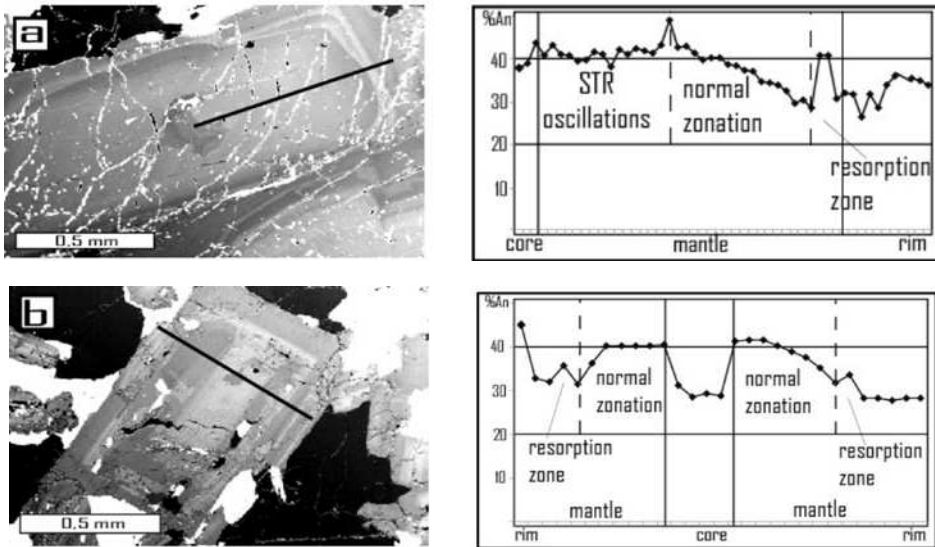 a
0.5 mm
%An
40
30
20
10
STR
oscillations
normal
zonation
resorption
zone
core
mantle
rim
b
0.5 mm
%An
40
30
20
10
normal
zonation
normal
zonation
resorption
zone
resorption
zone
mantle
mantle
rim
core
rim